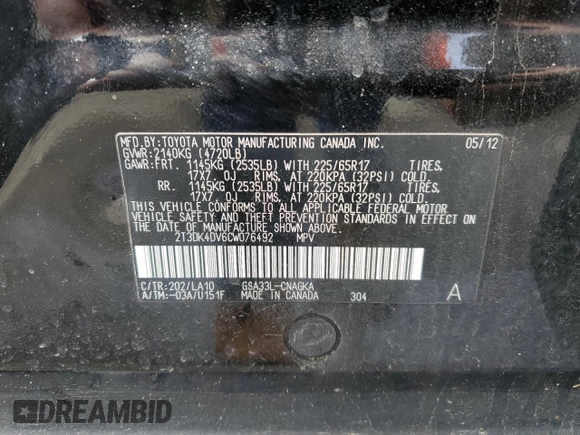 MFD.BY:TOYOTA MOTOR MANUFACTURING CANADA INC. 05/12
GVWR:2140KG (4720LB)
GAWR:FRT. 1145KG (2535LB) WITH 225/65R17 TIRES,
17X7 OJ RIMS, AT 220KPA (32PSI) COLD.
RR. 1145KG (2535LB) WITH 225/65R17 TIRES,
17X7 OJ RIMS, AT 220KPA (32PSI) COLD.
THIS VEHICLE CONFORMS TO ALL APPLICABLE FEDERAL MOTOR
VEHICLE SAFETY AND THEFT PREVENTION STANDARDS IN EFFECT
ON THE DATE OF MANUFACTURE SHOWN ABOVE.
2T3DK4DV6CW076492 MPV
C/TR:202/LA10 GSA33L-CNAGKA
A/TM:-03A/U151F MADE IN CANADA 304 A
DREAMBID